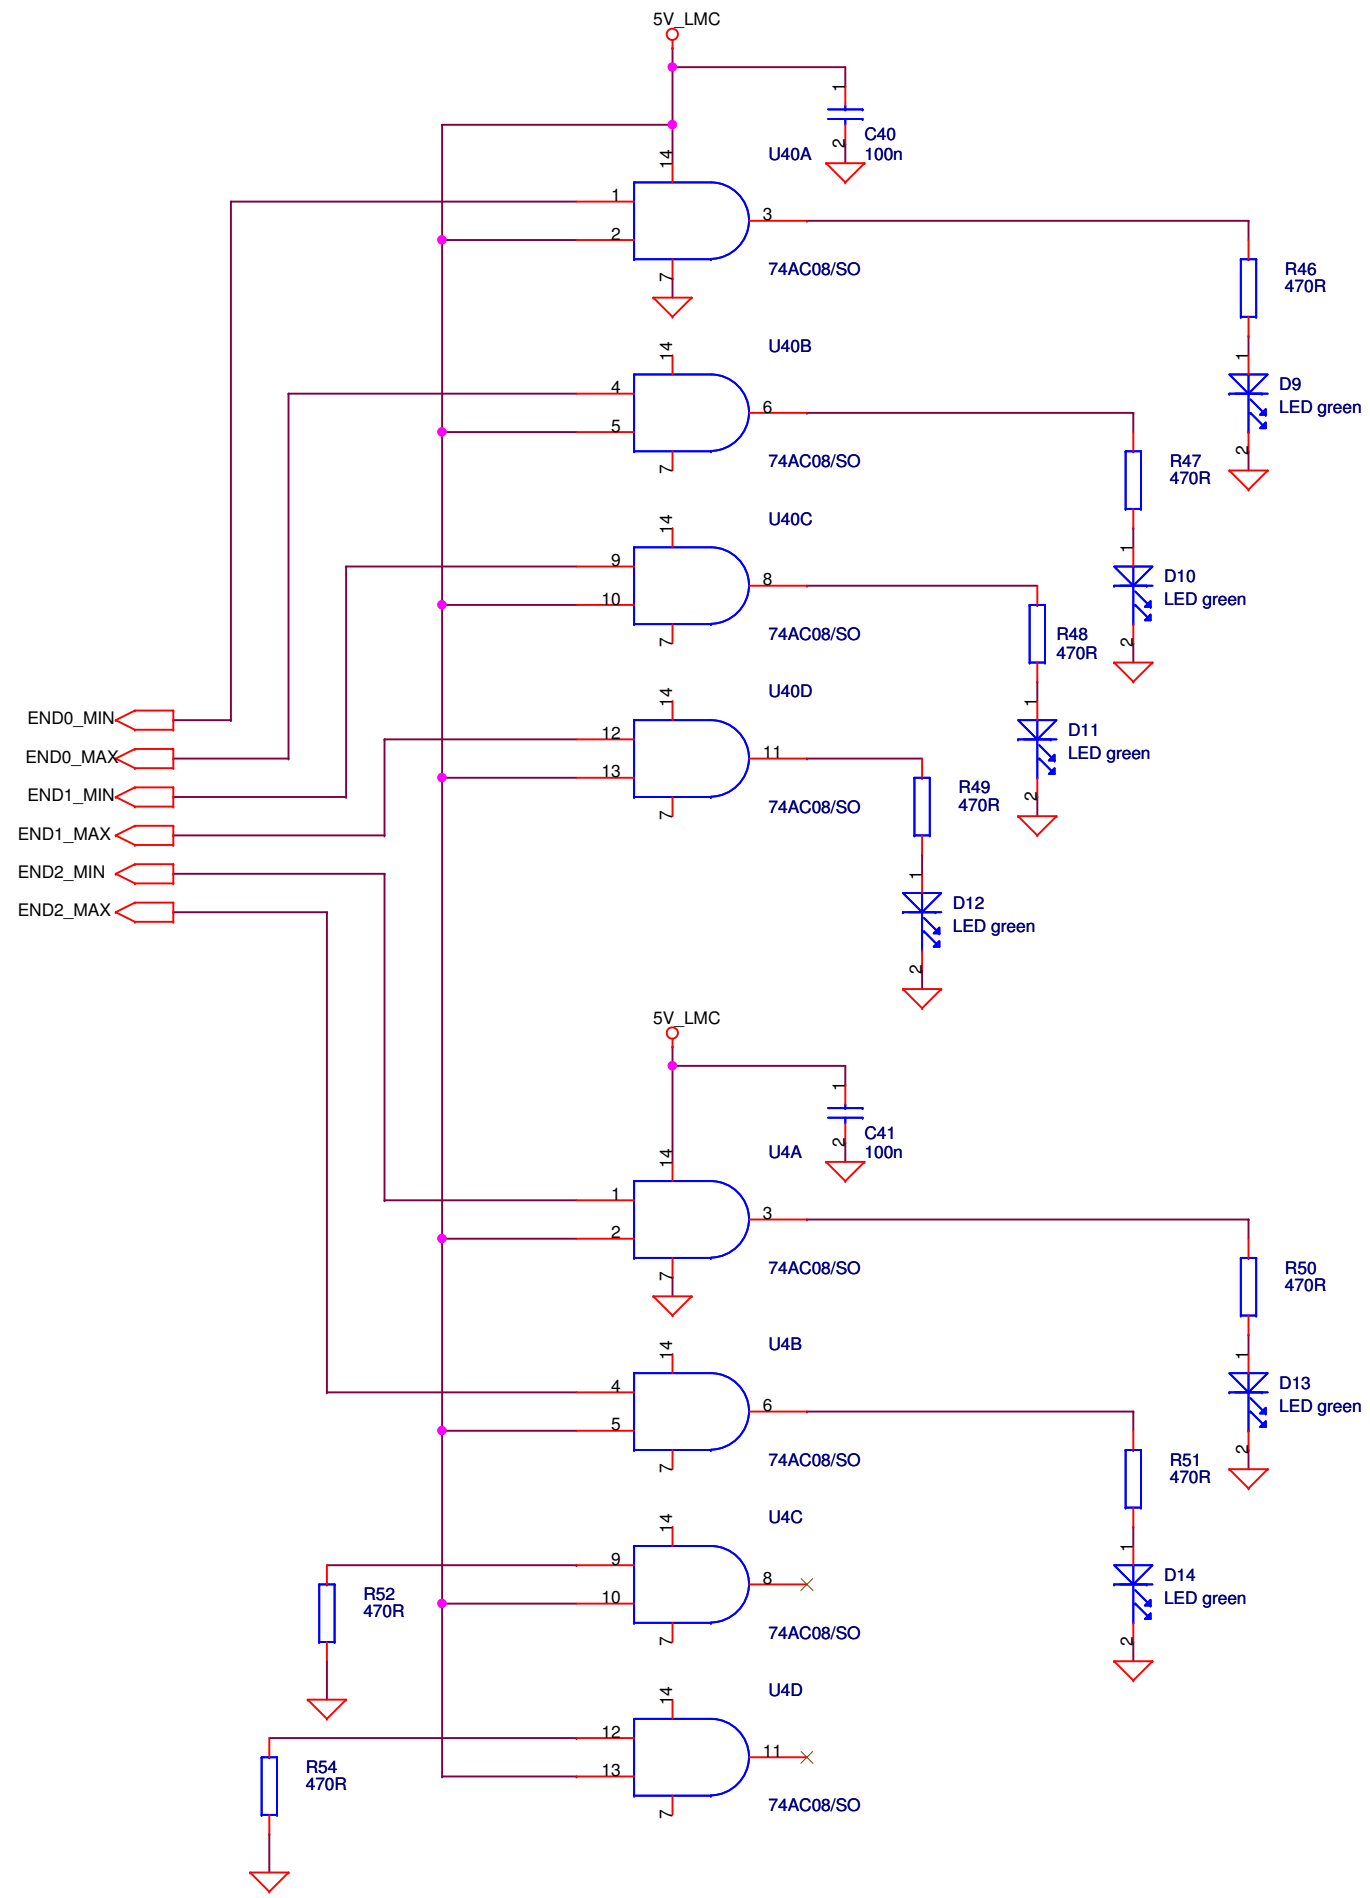 5V_LMC
1
2
C40
100n
U40A
14
1
2
3
7
74AC08/SO
R46
470R
1
D9
LED green
2
U40B
14
4
5
6
7
74AC08/SO
R47
470R
1
D10
LED green
2
U40C
14
9
10
8
7
74AC08/SO
R48
470R
1
D11
LED green
2
U40D
14
12
13
11
7
74AC08/SO
R49
470R
1
D12
LED green
2
END0_MIN
END0_MAX
END1_MIN
END1_MAX
END2_MIN
END2_MAX
5V_LMC
1
2
C41
100n
U4A
14
1
2
3
7
74AC08/SO
R50
470R
1
D13
LED green
2
U4B
14
4
5
6
7
74AC08/SO
R51
470R
1
D14
LED green
2
U4C
14
9
10
8
7
74AC08/SO
R52
470R
U4D
14
12
13
11
7
74AC08/SO
R54
470R